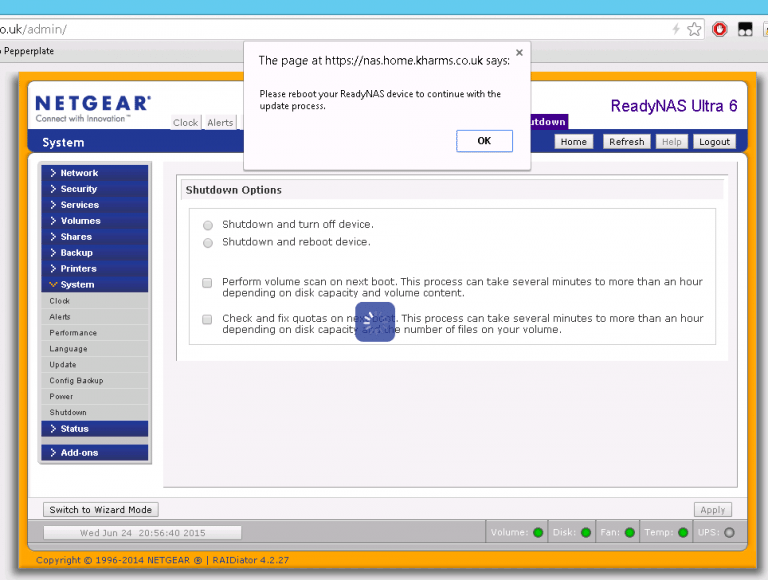 o.uk/admin/
Pepperplate
The page at https://nas.home.kharms.co.uk says:
Please reboot your ReadyNAS device to continue with the
update process.
OK
NETGEAR®
Connect with Innovation™
Clock Alerts
utdown
ReadyNAS Ultra 6
System
Home Refresh Help Logout
Network
Security
Services
Volumes
Shares
Backup
Printers
System
Clock
Alerts
Performance
Language
Update
Config Backup
Power
Shutdown
Status
Add-ons
Shutdown Options
Shutdown and turn off device.
Shutdown and reboot device.
Perform volume scan on next boot. This process can take several minutes to more than an hour
depending on disk capacity and volume content.
Check and fix quotas on next boot. This process can take several minutes to more than an hour
depending on disk capacity and the number of files on your volume.
Switch to Wizard Mode
Apply
Wed Jun 24 20:56:40 2015
Volume: Disk: Fan: Temp: UPS:
Copyright © 1996-2014 NETGEAR ® | RAIDiator 4.2.27